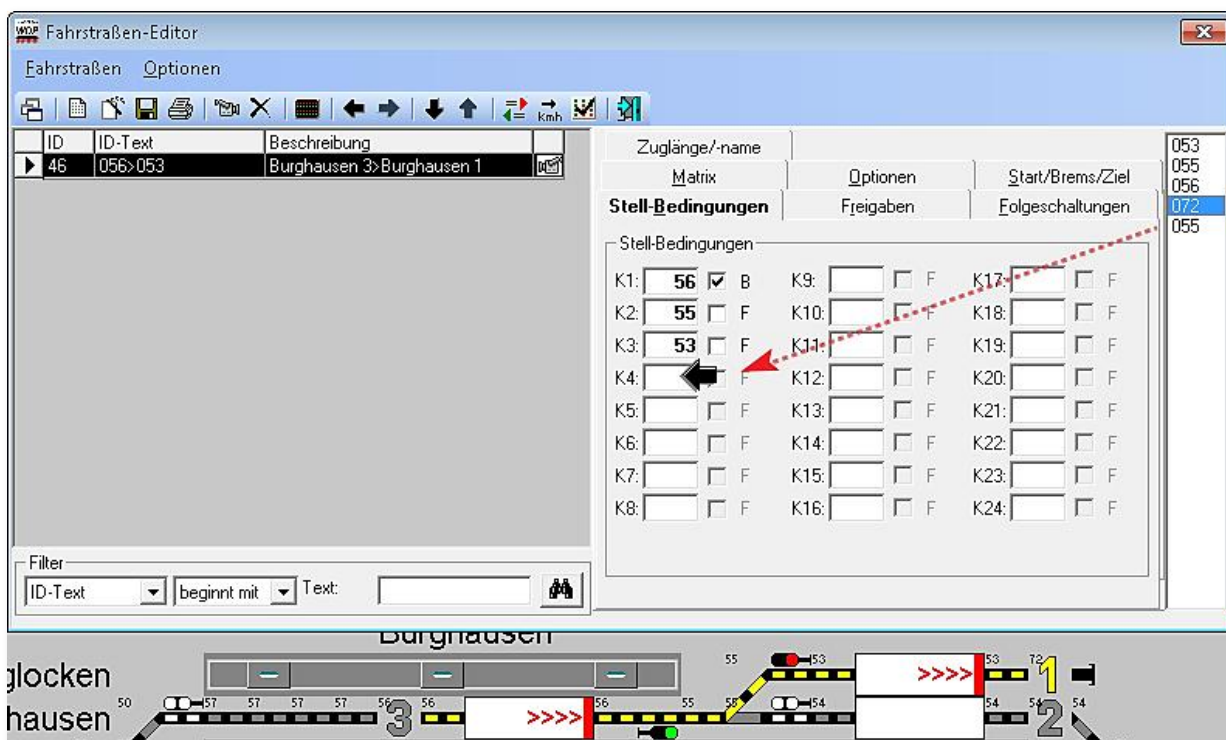 WDP Fahrstraßen-Editor
Fahrstraßen Optionen
kmh
ID ID-Text Beschreibung
46 056>053 Burghausen 3>Burghausen 1
Zuglänge/-name
Matrix Optionen Start/Brems/Ziel
Stell-Bedingungen Freigaben Folgeschaltungen
053
055
056
072
055
Stell-Bedingungen
K1: 56 B K9: F K17: F
K2: 55 F K10: F K18: F
K3: 53 F K11: F K19: F
K4: F K12: F K20: F
K5: F K13: F K21: F
K6: F K14: F K22: F
K7: F K15: F K23: F
K8: F K16: F K24: F
Filter
ID-Text beginnt mit Text:
Burghausen
glocken 55 53 >>>> 53 72 1
hausen 50 57 57 57 57 56 3 56 >>>> 56 55 55 54 54 54 2 54